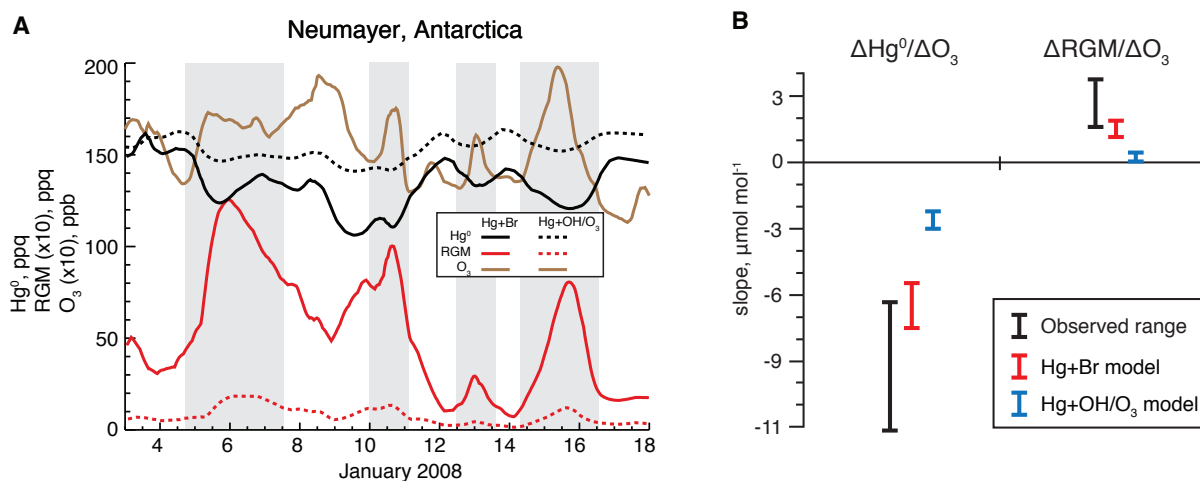 A
Neumayer, Antarctica
Hg⁰, ppq
RGM (x10), ppq
O₃ (x10), ppb
200
150
100
50
0
4 6 8 10 12 14 16 18
January 2008
Hg+Br Hg+OH/O₃
Hg⁰
RGM
O₃
B
ΔHg⁰/ΔO₃ ΔRGM/ΔO₃
slope, µmol mol⁻¹
3
0
-3
-6
-9
-11
Observed range
Hg+Br model
Hg+OH/O₃ model